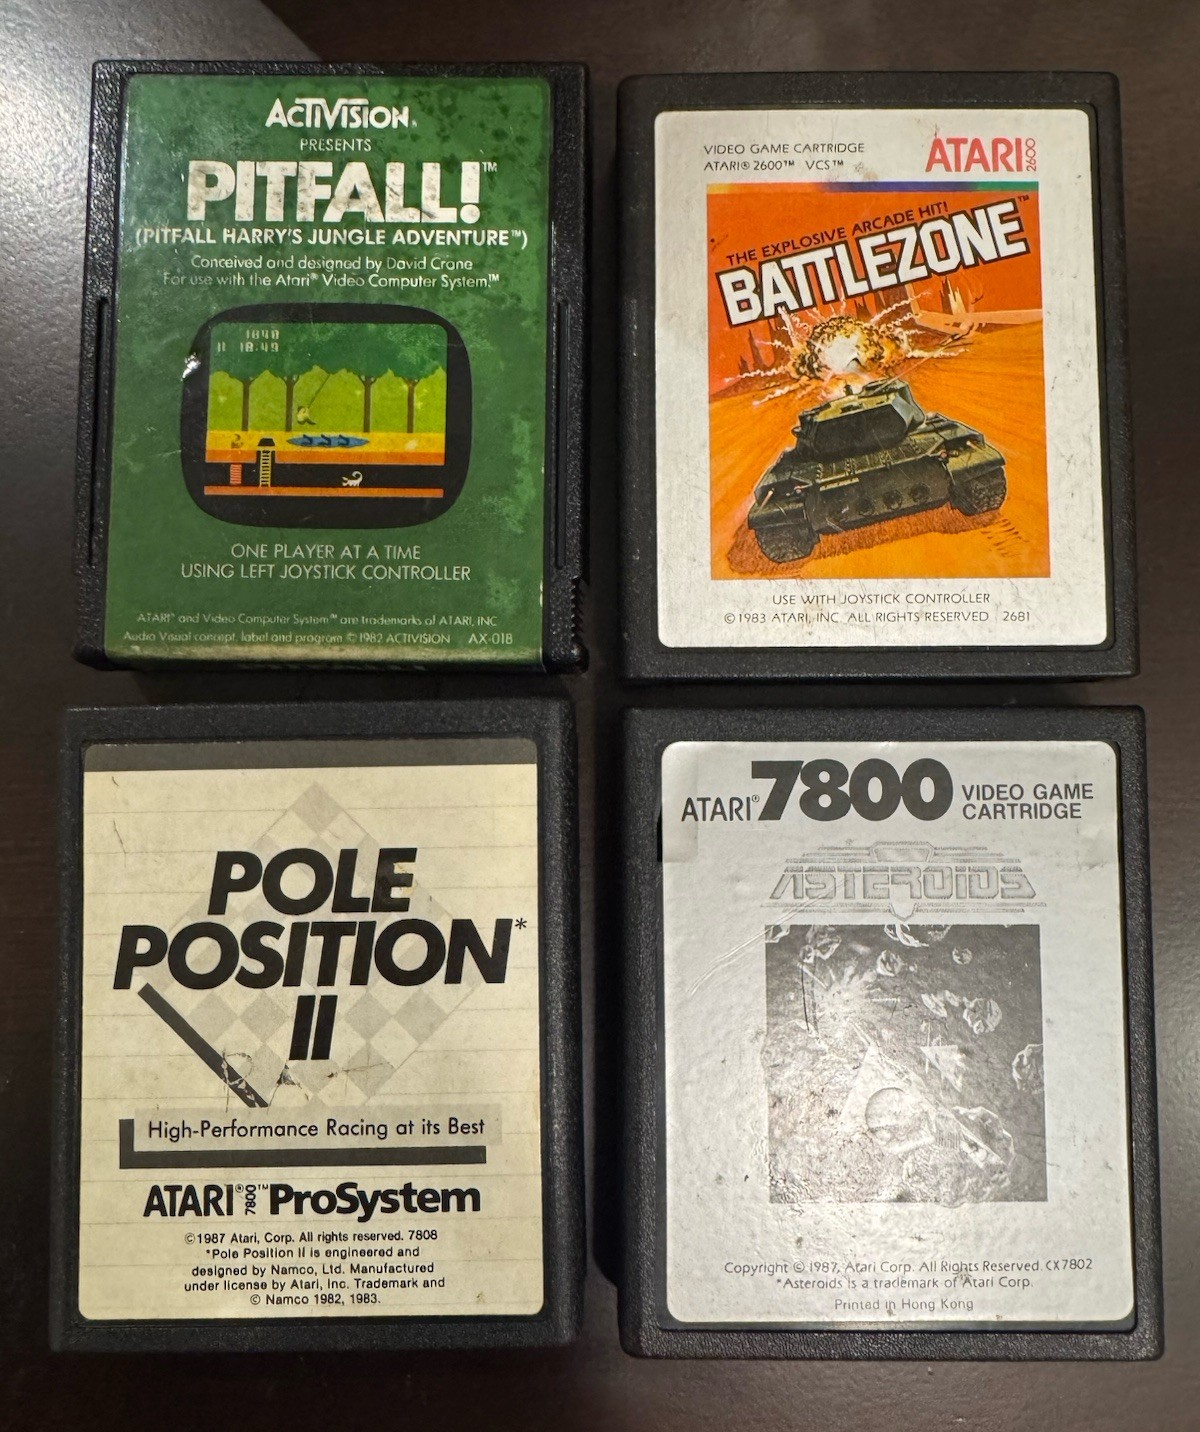 ACTIVISION®
PRESENTS
PITFALL!™
(PITFALL HARRY'S JUNGLE ADVENTURE™)
Conceived and designed by David Crane
For use with the Atari® Video Computer System.™
1840
18:49
ONE PLAYER AT A TIME
USING LEFT JOYSTICK CONTROLLER
ATARI® and Video Computer System™ are trademarks of ATARI, INC
Audio Visual concept, label and program © 1982 ACTIVISION AX-018
VIDEO GAME CARTRIDGE
ATARI® 2600™ VCS™
ATARI 2600
THE EXPLOSIVE ARCADE HIT!
BATTLEZONE™
USE WITH JOYSTICK CONTROLLER
© 1983 ATARI, INC. ALL RIGHTS RESERVED 2681
POLE
POSITION*
II
High-Performance Racing at its Best
ATARI® 7800™ ProSystem
©1987 Atari, Corp. All rights reserved. 7808
*Pole Position II is engineered and
designed by Namco, Ltd. Manufactured
under license by Atari, Inc. Trademark and
© Namco 1982, 1983.
ATARI® 7800 VIDEO GAME
CARTRIDGE
ASTEROIDS
Copyright © 1987, Atari Corp. All Rights Reserved. CX7802
*Asteroids is a trademark of Atari Corp.
Printed in Hong Kong